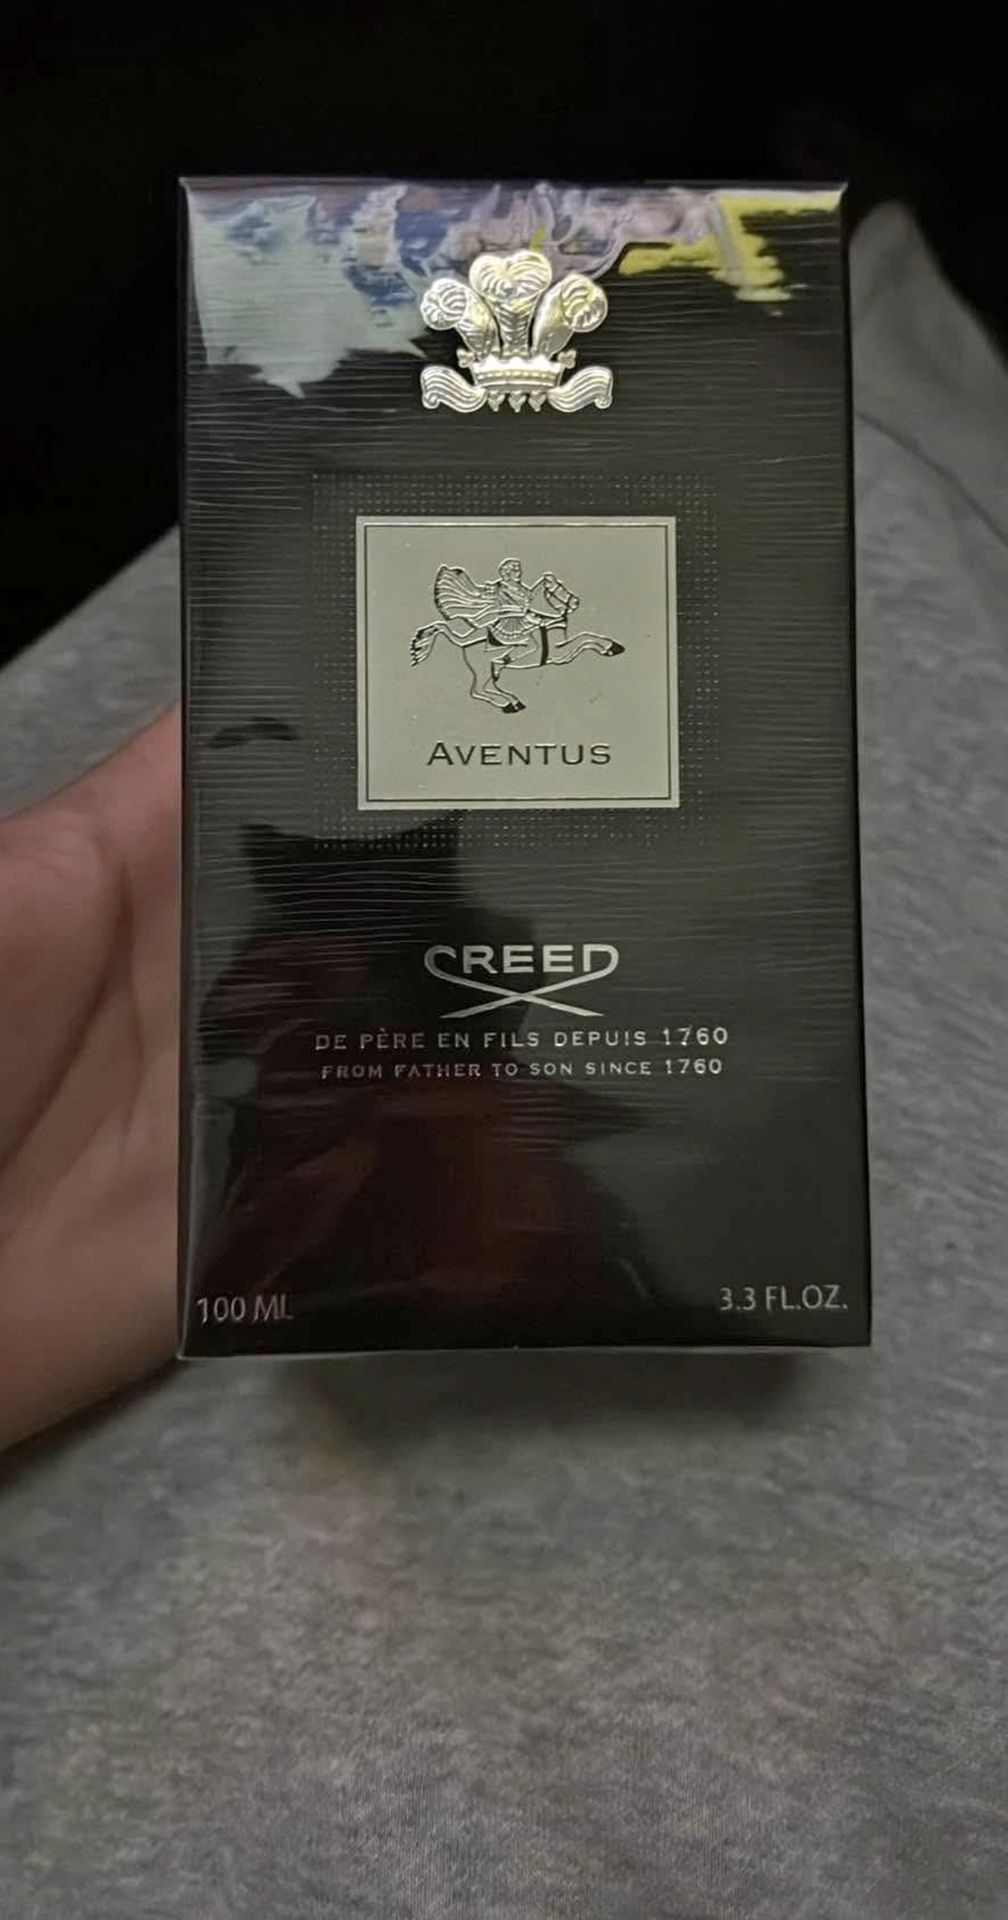 AVENTUS
CREED
DE PÈRE EN FILS DEPUIS 1760
FROM FATHER TO SON SINCE 1760
100 ML
3.3 FL.OZ.